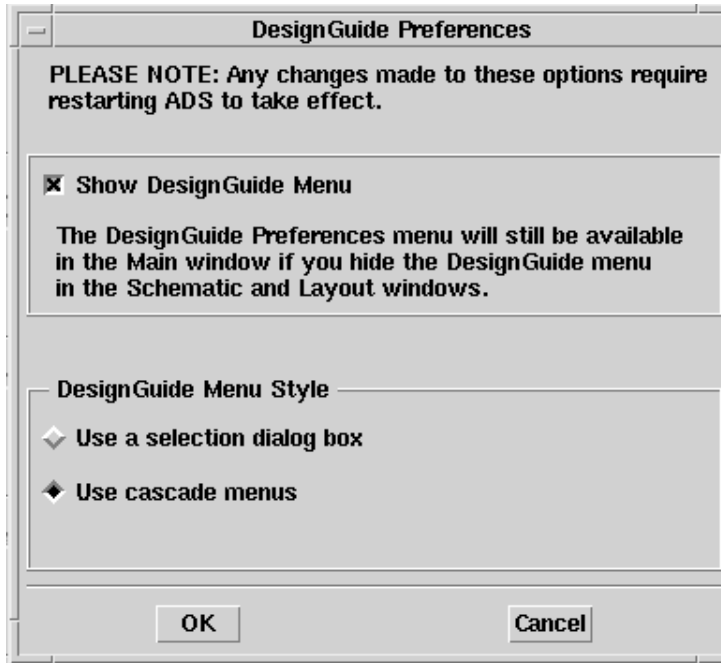 DesignGuide Preferences
PLEASE NOTE: Any changes made to these options require
restarting ADS to take effect.
Show DesignGuide Menu
The DesignGuide Preferences menu will still be available
in the Main window if you hide the DesignGuide menu
in the Schematic and Layout windows.
DesignGuide Menu Style
Use a selection dialog box
Use cascade menus
OK Cancel